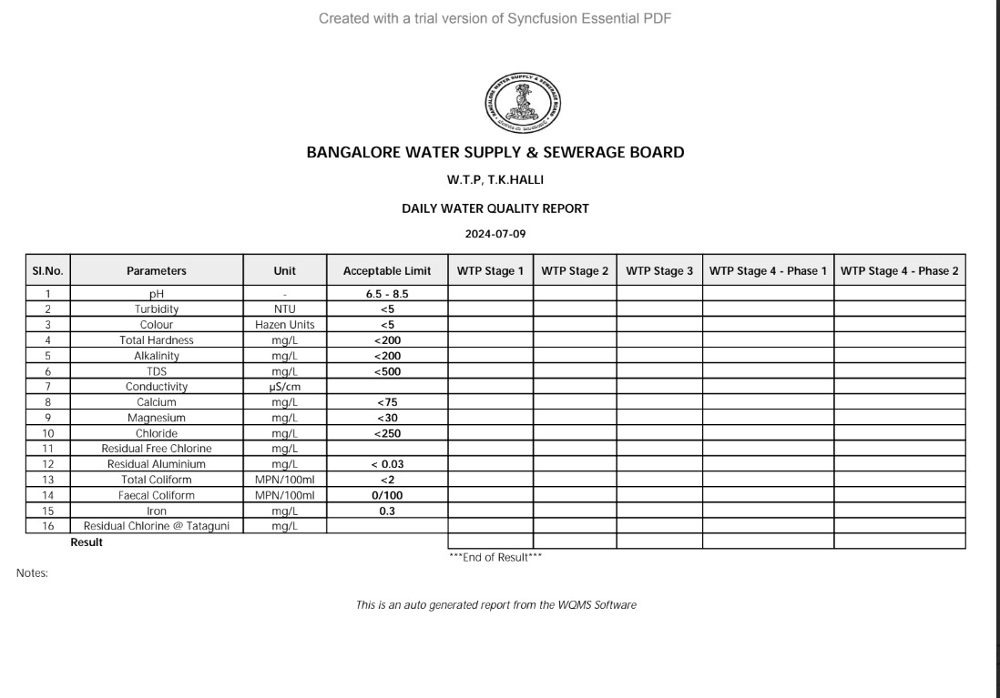 Created with a trial version of Syncfusion Essential PDF
BANGALORE WATER SUPPLY & SEWERAGE BOARD
BANGALORE WATER SUPPLY & SEWERAGE BOARD
W.T.P, T.K.HALLI
DAILY WATER QUALITY REPORT
2024-07-09
Sl.No. Parameters Unit Acceptable Limit WTP Stage 1 WTP Stage 2 WTP Stage 3 WTP Stage 4 - Phase 1 WTP Stage 4 - Phase 2
1 pH - 6.5 - 8.5
2 Turbidity NTU <5
3 Colour Hazen Units <5
4 Total Hardness mg/L <200
5 Alkalinity mg/L <200
6 TDS mg/L <500
7 Conductivity µS/cm
8 Calcium mg/L <75
9 Magnesium mg/L <30
10 Chloride mg/L <250
11 Residual Free Chlorine mg/L
12 Residual Aluminium mg/L < 0.03
13 Total Coliform MPN/100ml <2
14 Faecal Coliform MPN/100ml 0/100
15 Iron mg/L 0.3
16 Residual Chlorine @ Tataguni mg/L
Result
***End of Result***
Notes:
This is an auto generated report from the WQMS Software